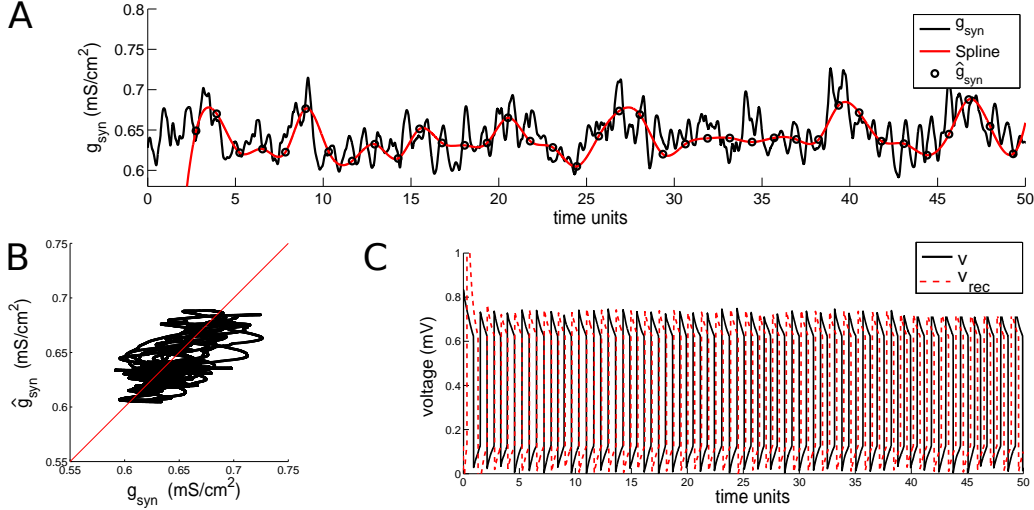 A
g_syn (mS/cm²)
0.8
0.75
0.7
0.65
0.6
0 5 10 15 20 25 30 35 40 45 50
time units
g_syn
Spline
ĝ_syn
B
ĝ_syn (mS/cm²)
0.75
0.7
0.65
0.6
0.55
0.55 0.6 0.65 0.7 0.75
g_syn (mS/cm²)
C
voltage (mV)
1
0.8
0.6
0.4
0.2
0
0 5 10 15 20 25 30 35 40 45 50
time units
v
v_rec